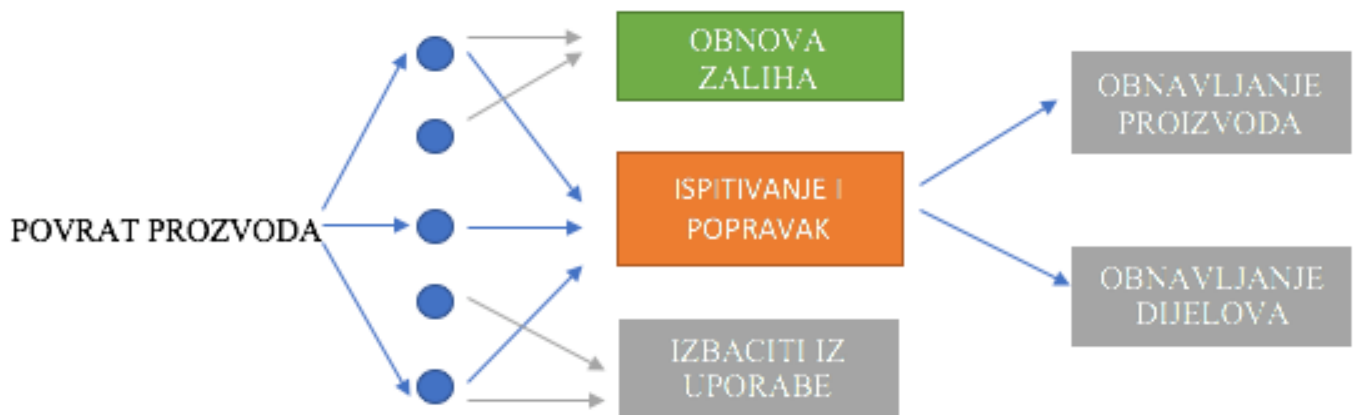 OBNOVA
ZALIHA
OBNAVLJANJE
PROIZVODA
ISPITIVANJE I
POPRAVAK
POVRAT PROZVODA
OBNAVLJANJE
DIJELOVA
IZBACITI IZ
UPORABE